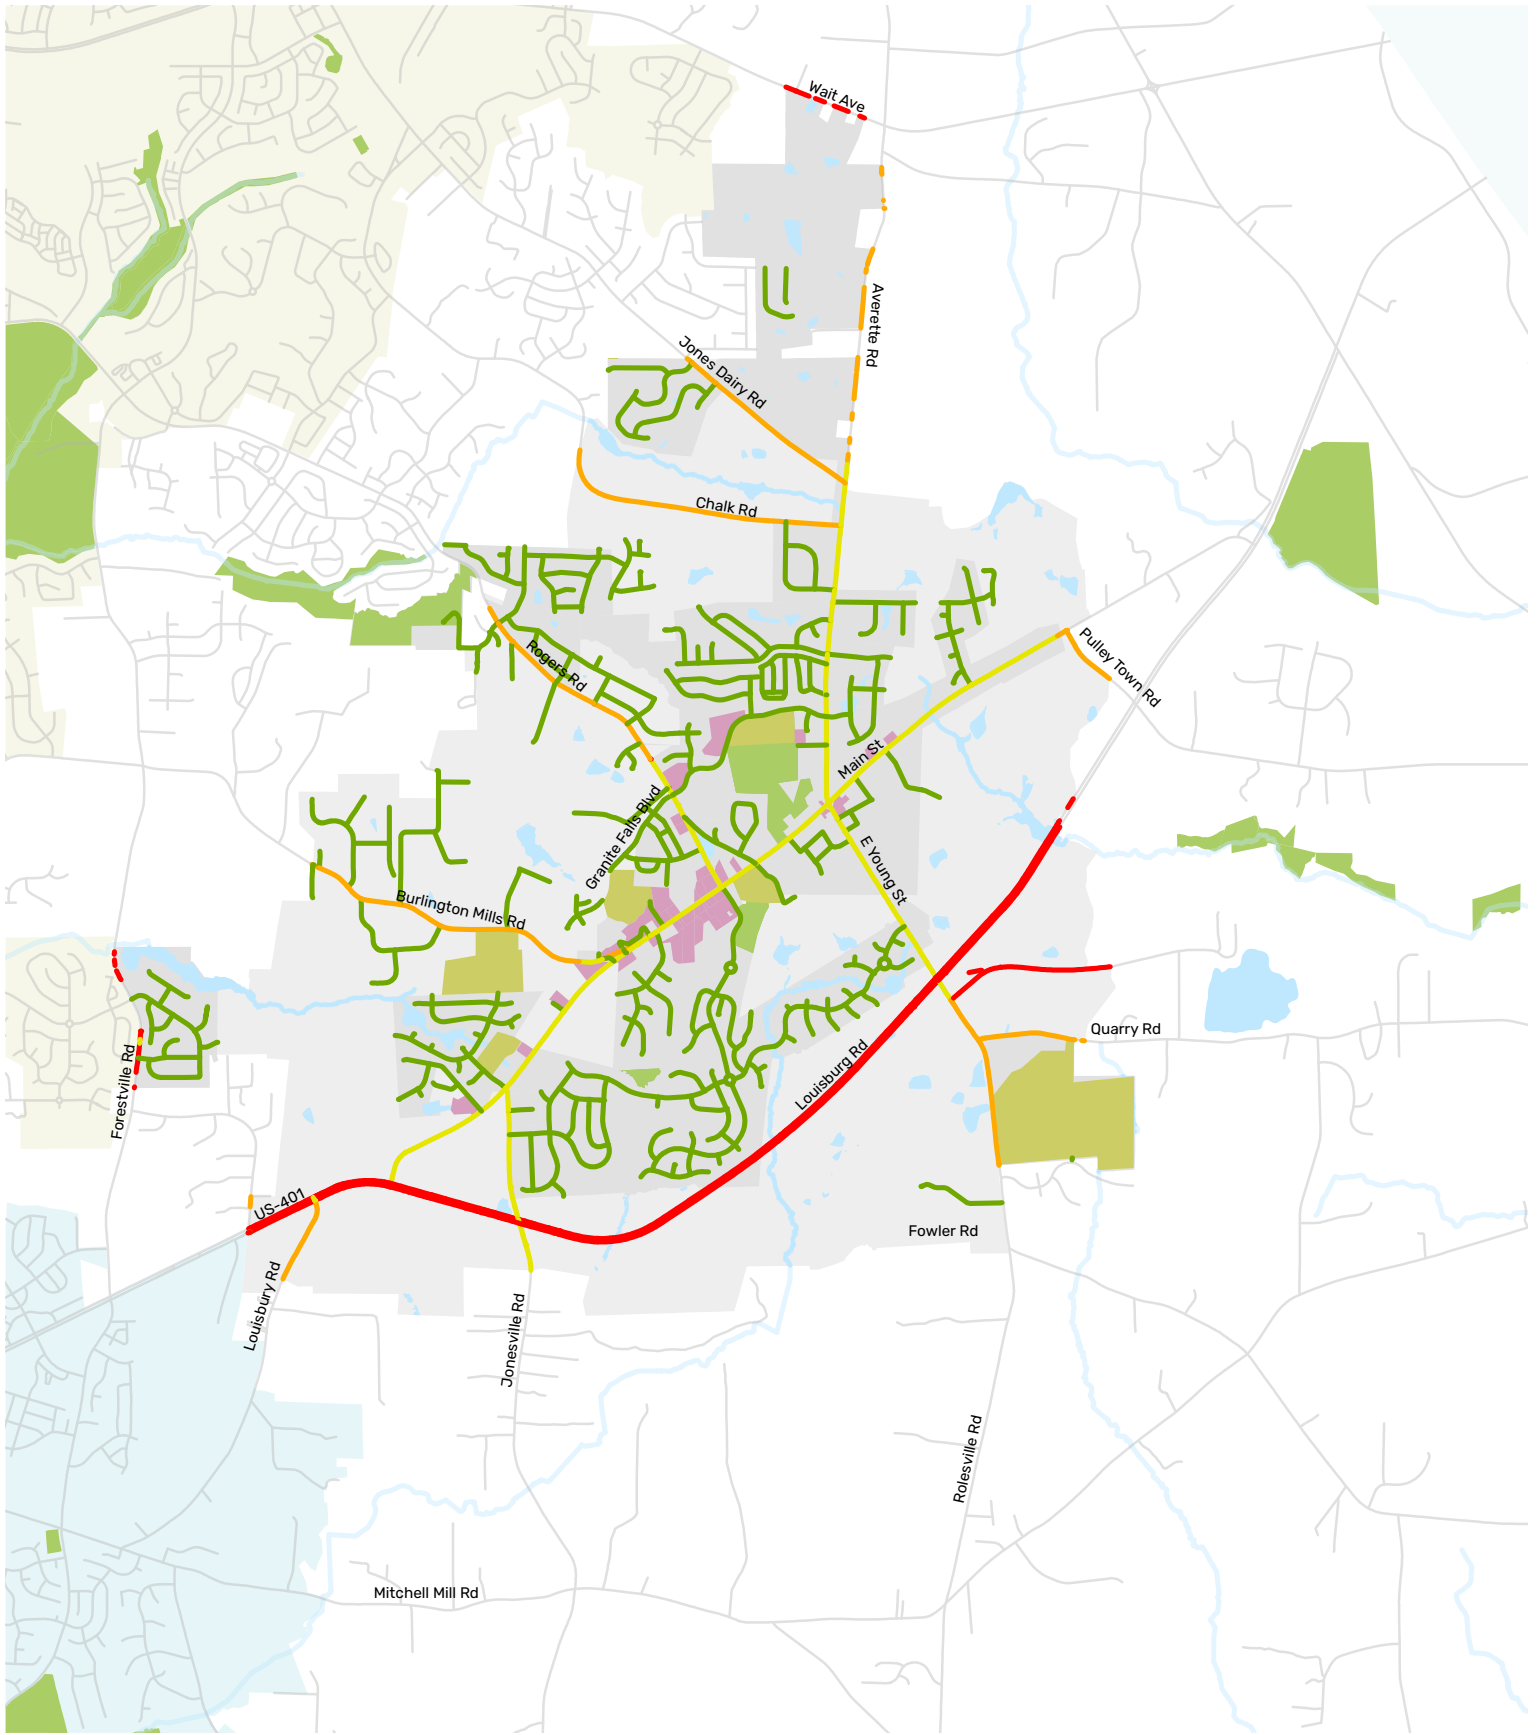 Wait Ave
Averette Rd
Jones Dairy Rd
Chalk Rd
Rogers Rd
Pulley Town Rd
Main St
Granite Falls Blvd
E Young St
Burlington Mills Rd
Quarry Rd
Forestville Rd
Louisburg Rd
US-401
Fowler Rd
Louisbury Rd
Jonesville Rd
Rolesville Rd
Mitchell Mill Rd